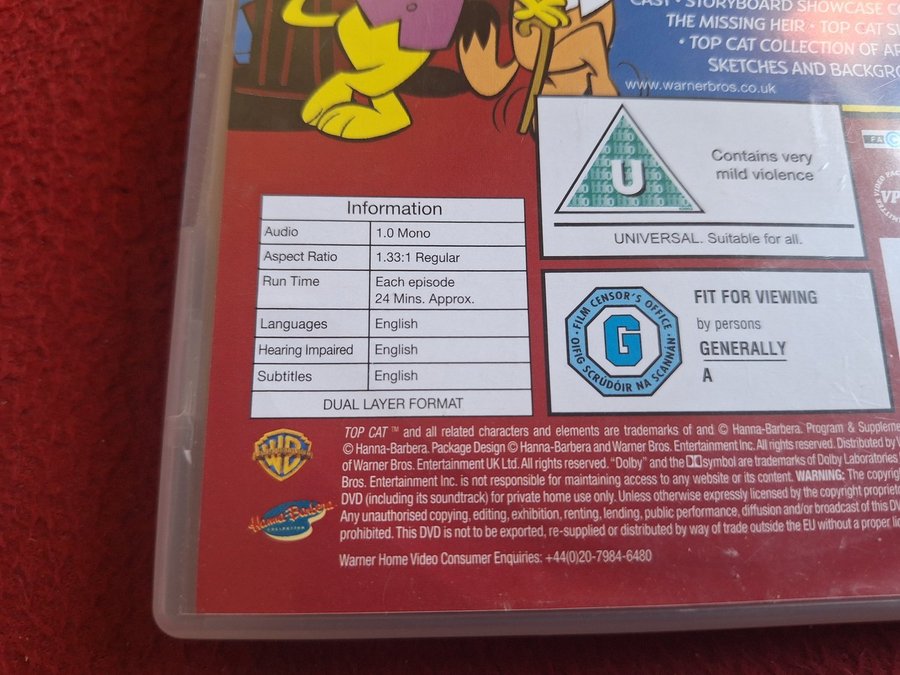 CAST • STORYBOARD SHOWCASE
THE MISSING HEIR • TOP CAT
• TOP CAT COLLECTION OF
SKETCHES AND
www.warnerbros.co.uk
U
Contains very
mild violence
UNIVERSAL. Suitable for all.
Information
Audio 1.0 Mono
Aspect Ratio 1.33:1 Regular
Run Time Each episode
24 Mins. Approx.
Languages English
Hearing Impaired English
Subtitles English
DUAL LAYER FORMAT
• FILM CENSOR'S OFFICE •
OIFIG SCRÚDÓIR NA SCANNÁN
G
FIT FOR VIEWING
by persons
GENERALLY
A
VP
WB
Hanna-Barbera
COLLECTION
TOP CAT ™ and all related characters and elements are trademarks of and © Hanna-Barbera. Program &
© Hanna-Barbera. Package Design © Hanna-Barbera and Warner Bros. Entertainment Inc. All rights reserved. Distributed by
of Warner Bros. Entertainment UK Ltd. All rights reserved. "Dolby" and the symbol are trademarks of Dolby Laboratories
Bros. Entertainment Inc. is not responsible for maintaining access to any website or its content. WARNING: The
DVD (including its soundtrack) for private home use only. Unless otherwise expressly licensed by the copyright
Any unauthorised copying, editing, exhibition, renting, lending, public performance, diffusion and/or broadcast of this
prohibited. This DVD is not to be exported, re-supplied or distributed by way of trade outside the EU without a proper
Warner Home Video Consumer Enquiries: +44(0)20-7984-6480